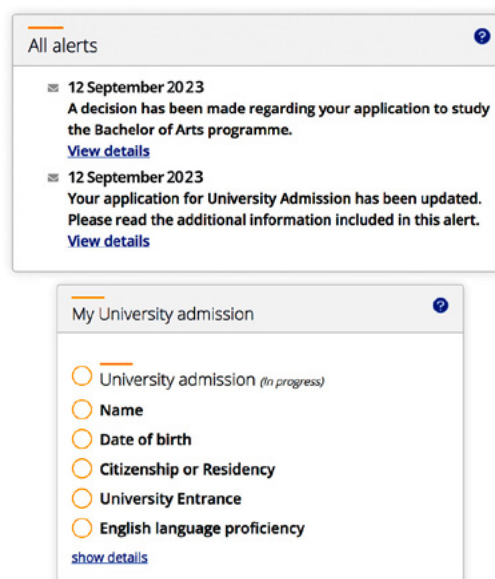 All alerts
?
12 September 2023
A decision has been made regarding your application to study
the Bachelor of Arts programme.
View details
12 September 2023
Your application for University Admission has been updated.
Please read the additional information included in this alert.
View details
My University admission
?
University admission (In progress)
Name
Date of birth
Citizenship or Residency
University Entrance
English language proficiency
show details